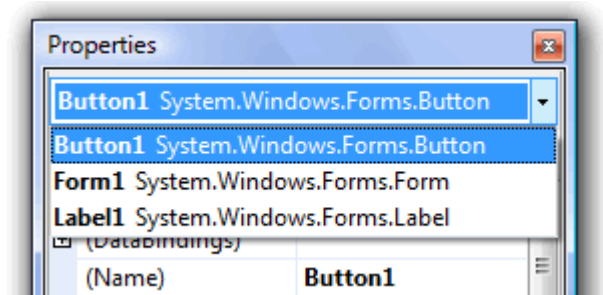 Properties
Button1 System.Windows.Forms.Button
Button1 System.Windows.Forms.Button
Form1 System.Windows.Forms.Form
Label1 System.Windows.Forms.Label
(DataBindings)
(Name) Button1